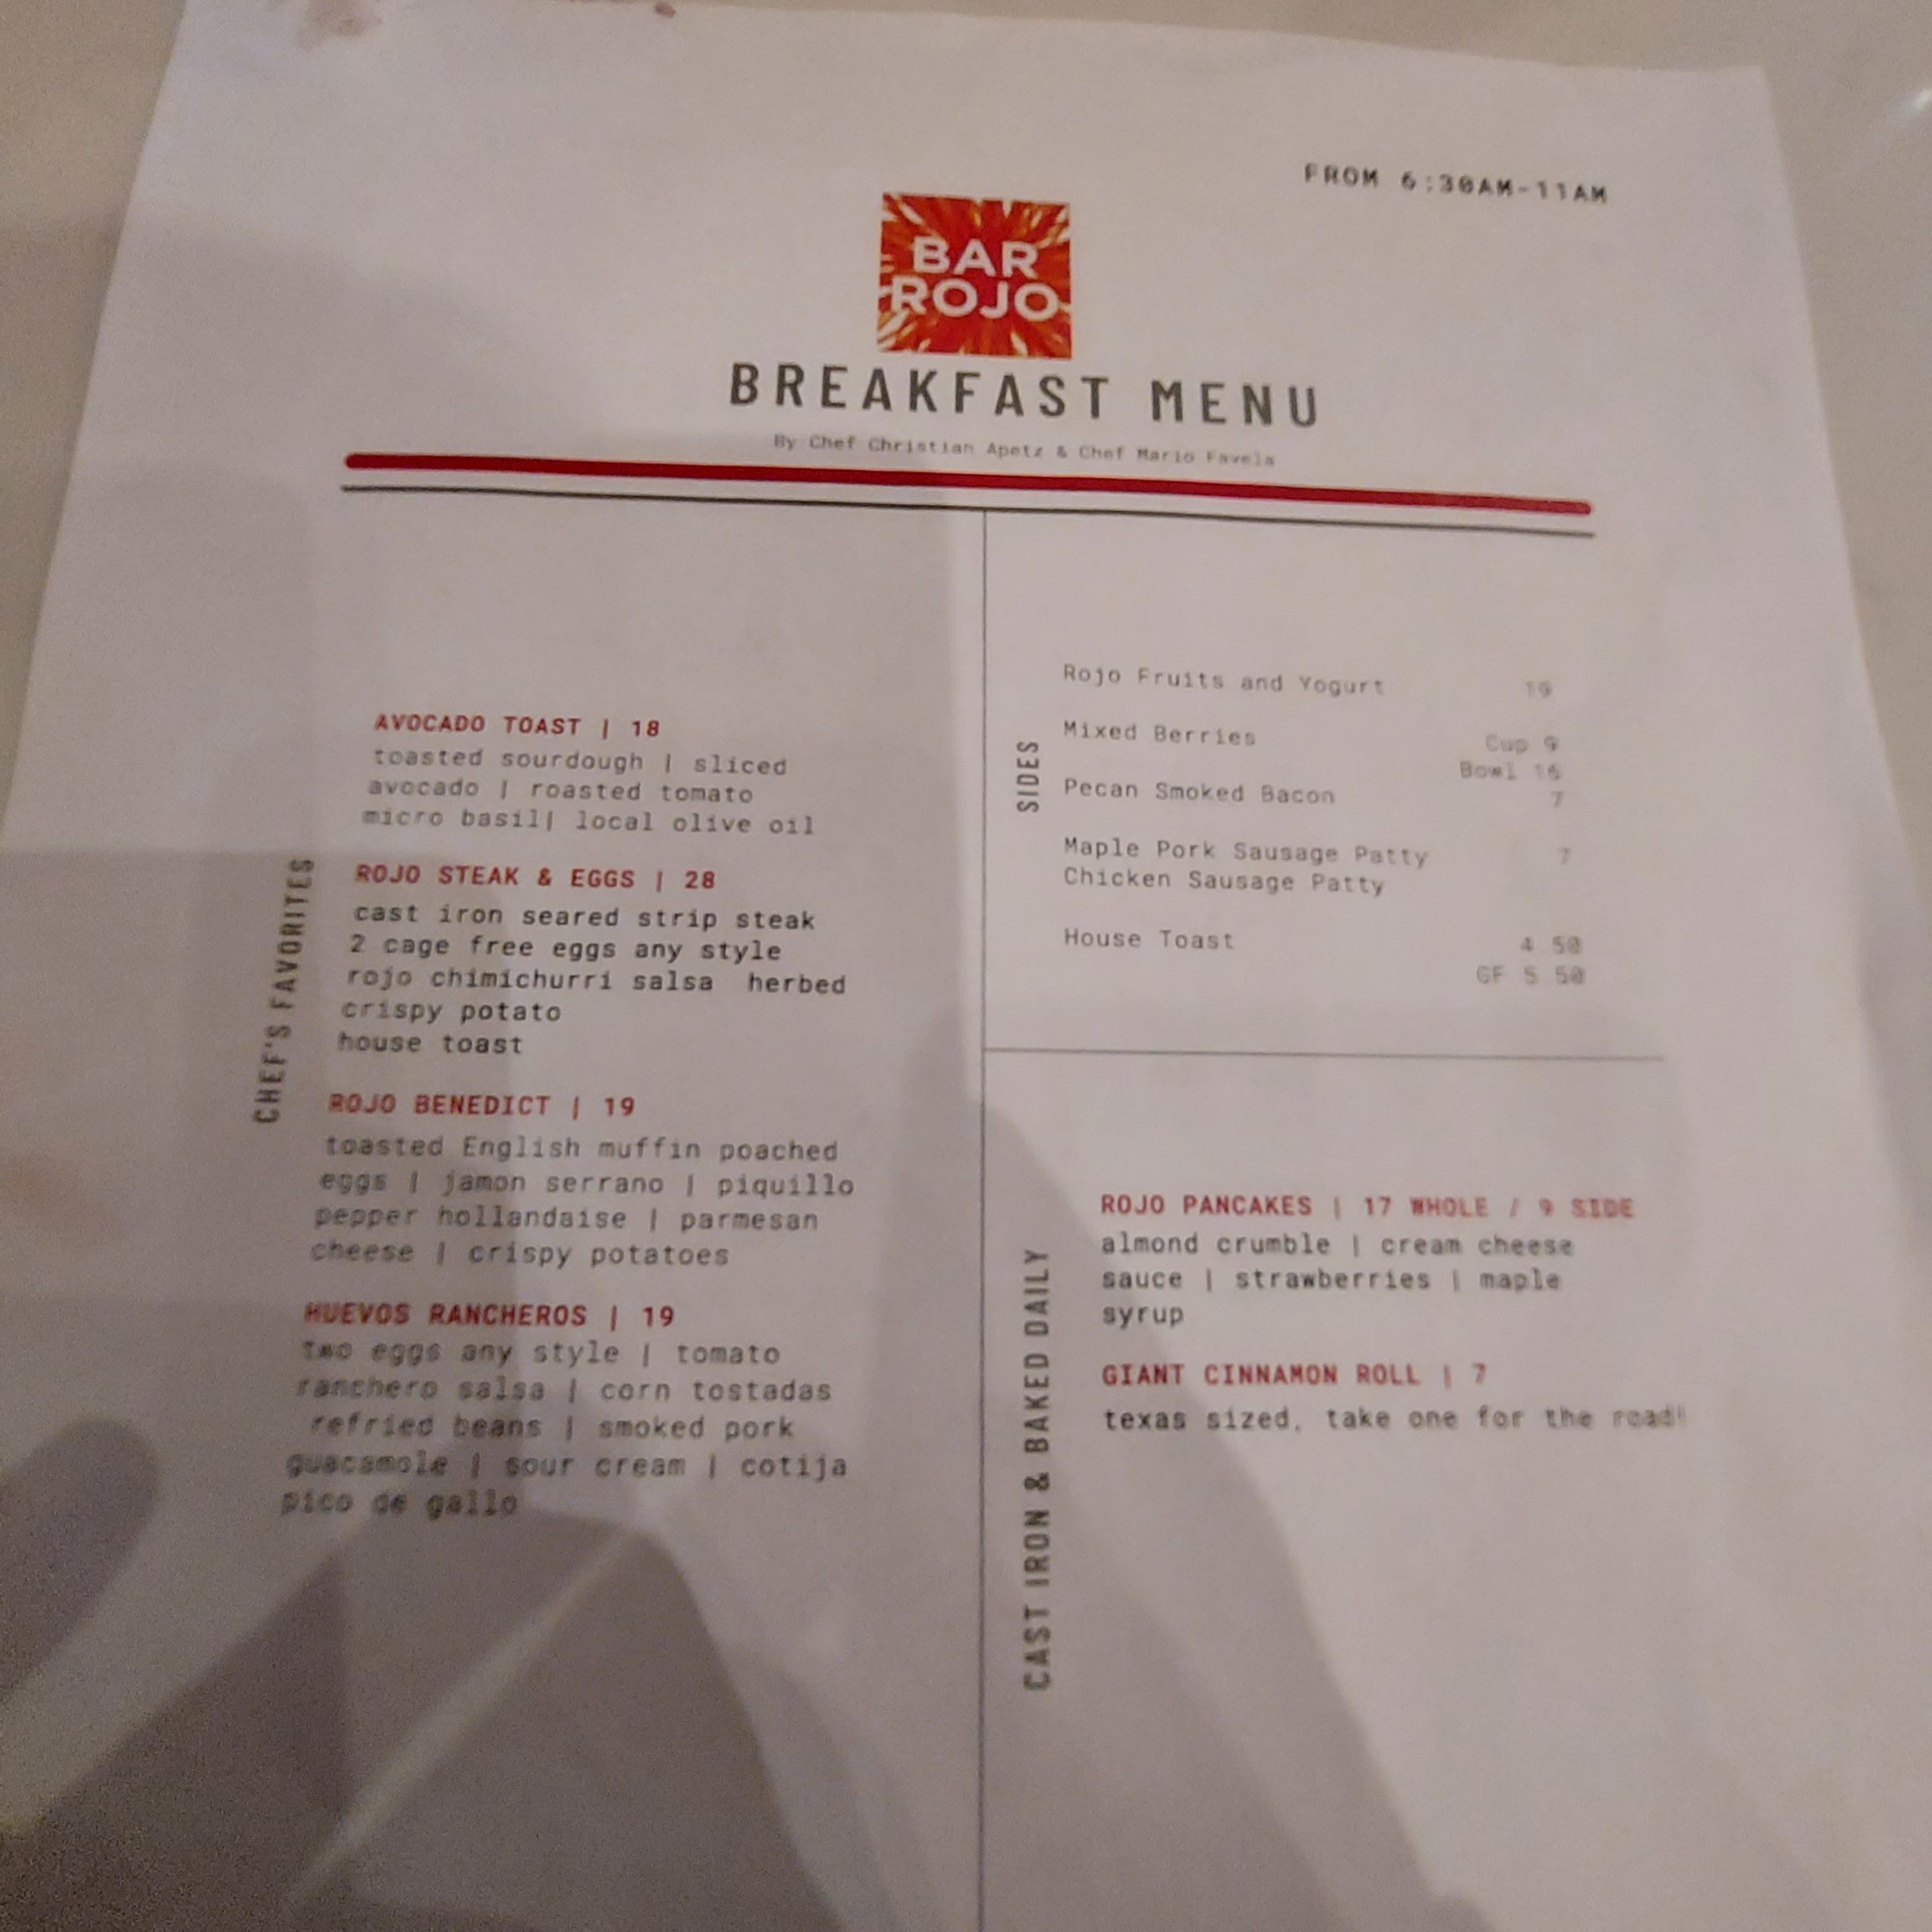 FROM 6:30AM-11AM
BAR
ROJO
BREAKFAST MENU
By Chef Christian Apetz & Chef Mario Favela
CHEF'S FAVORITES
AVOCADO TOAST | 18
toasted sourdough | sliced
avocado | roasted tomato
micro basil| local olive oil
ROJO STEAK & EGGS | 28
cast iron seared strip steak
2 cage free eggs any style
rojo chimichurri salsa herbed
crispy potato
house toast
ROJO BENEDICT | 19
toasted English muffin poached
eggs | jamon serrano | piquillo
pepper hollandaise | parmesan
cheese | crispy potatoes
HUEVOS RANCHEROS | 19
two eggs any style | tomato
ranchero salsa | corn tostadas
refried beans | smoked pork
guacamole | sour cream | cotija
pico de gallo
SIDES
Rojo Fruits and Yogurt 19
Mixed Berries Cup 9
Bowl 16
Pecan Smoked Bacon 7
Maple Pork Sausage Patty 7
Chicken Sausage Patty
House Toast 4.50
GF 5.50
CAST IRON & BAKED DAILY
ROJO PANCAKES | 17 WHOLE / 9 SIDE
almond crumble | cream cheese
sauce | strawberries | maple
syrup
GIANT CINNAMON ROLL | 7
texas sized, take one for the road!